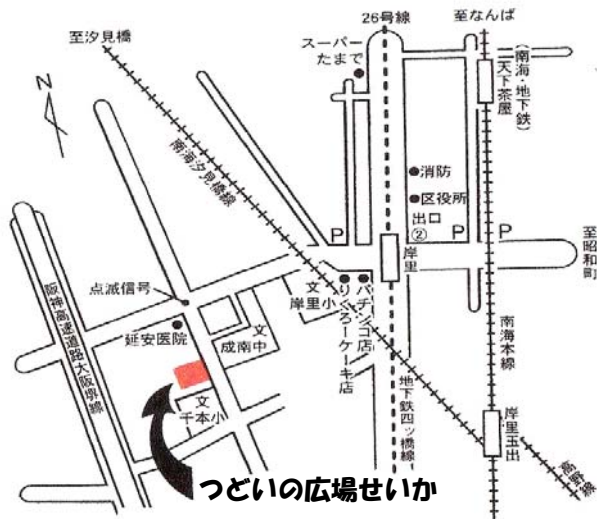 26号線
至なんば
至汐見橋
スーパー
たまで
(南海・地下鉄)
天下茶屋
N
南海汐見橋線
消防
区役所
出口
②
P
P
P
岸里
至昭和町
文
岸里小
パチンコ店
りくろーケーキ店
点滅信号
延安医院
文
成南中
阪神高速道路大阪堺線
文
千本小
地下鉄四ッ橋線
南海本線
岸里玉出
高野線
つどいの広場せいか